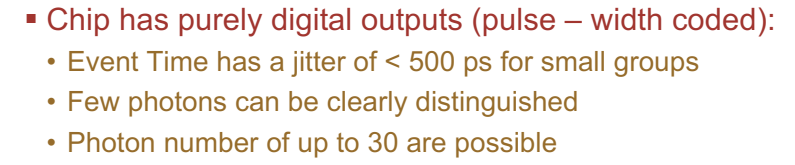 ▪ Chip has purely digital outputs (pulse – width coded):
• Event Time has a jitter of < 500 ps for small groups
• Few photons can be clearly distinguished
• Photon number of up to 30 are possible